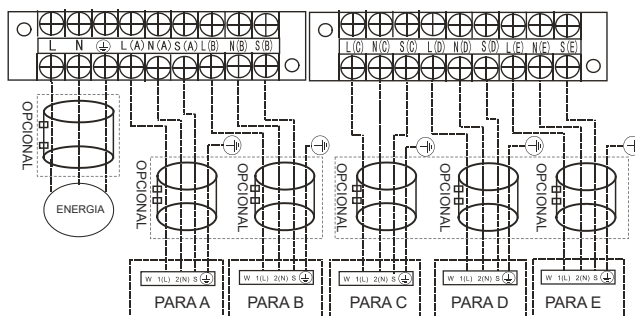 L N L(A) N(A) S(A) L(B) N(B) S(B)
L(C) N(C) S(C) L(D) N(D) S(D) L(E) N(E) S(E)
OPCIONAL
ENERGIA
OPCIONAL
OPCIONAL
OPCIONAL
OPCIONAL
OPCIONAL
W 1(L) 2(N) S
W 1(L) 2(N) S
W 1(L) 2(N) S
W 1(L) 2(N) S
W 1(L) 2(N) S
PARA A
PARA B
PARA C
PARA D
PARA E